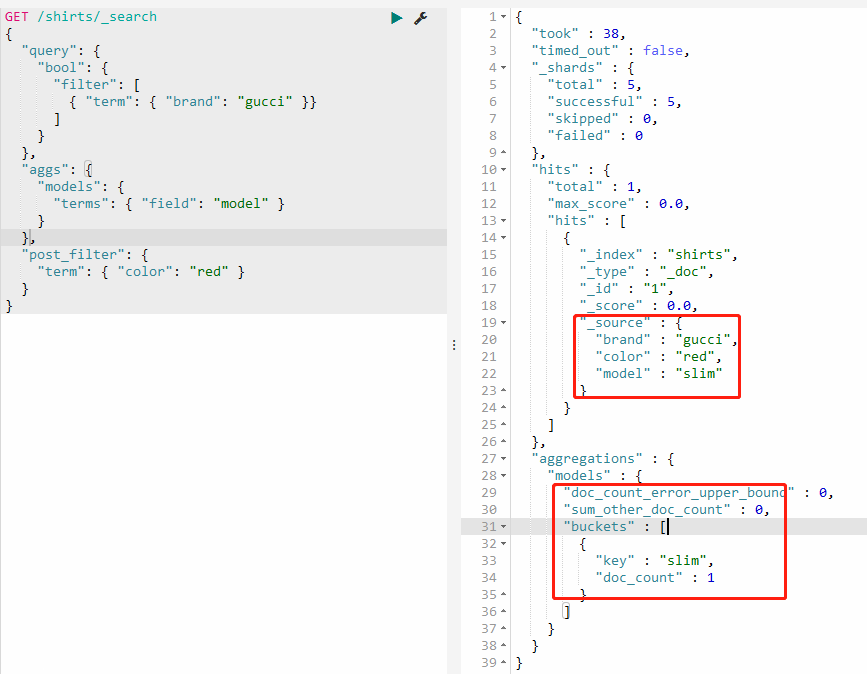 GET /shirts/_search
{
  "query": {
    "bool": {
      "filter": [
        { "term": { "brand": "gucci" }}
      ]
    }
  },
  "aggs": {
    "models": {
      "terms": { "field": "model" }
    }
  },
  "post_filter": {
    "term": { "color": "red" }
  }
}
1 {
2   "took" : 38,
3   "timed_out" : false,
4   "_shards" : {
5     "total" : 5,
6     "successful" : 5,
7     "skipped" : 0,
8     "failed" : 0
9   },
10   "hits" : {
11     "total" : 1,
12     "max_score" : 0.0,
13     "hits" : [
14       {
15         "_index" : "shirts",
16         "_type" : "_doc",
17         "_id" : "1",
18         "_score" : 0.0,
19         "_source" : {
20           "brand" : "gucci",
21           "color" : "red",
22           "model" : "slim"
23         }
24       }
25     ]
26   },
27   "aggregations" : {
28     "models" : {
29       "doc_count_error_upper_bound" : 0,
30       "sum_other_doc_count" : 0,
31       "buckets" : [
32         {
33           "key" : "slim",
34           "doc_count" : 1
35         }
36       ]
37     }
38   }
39 }